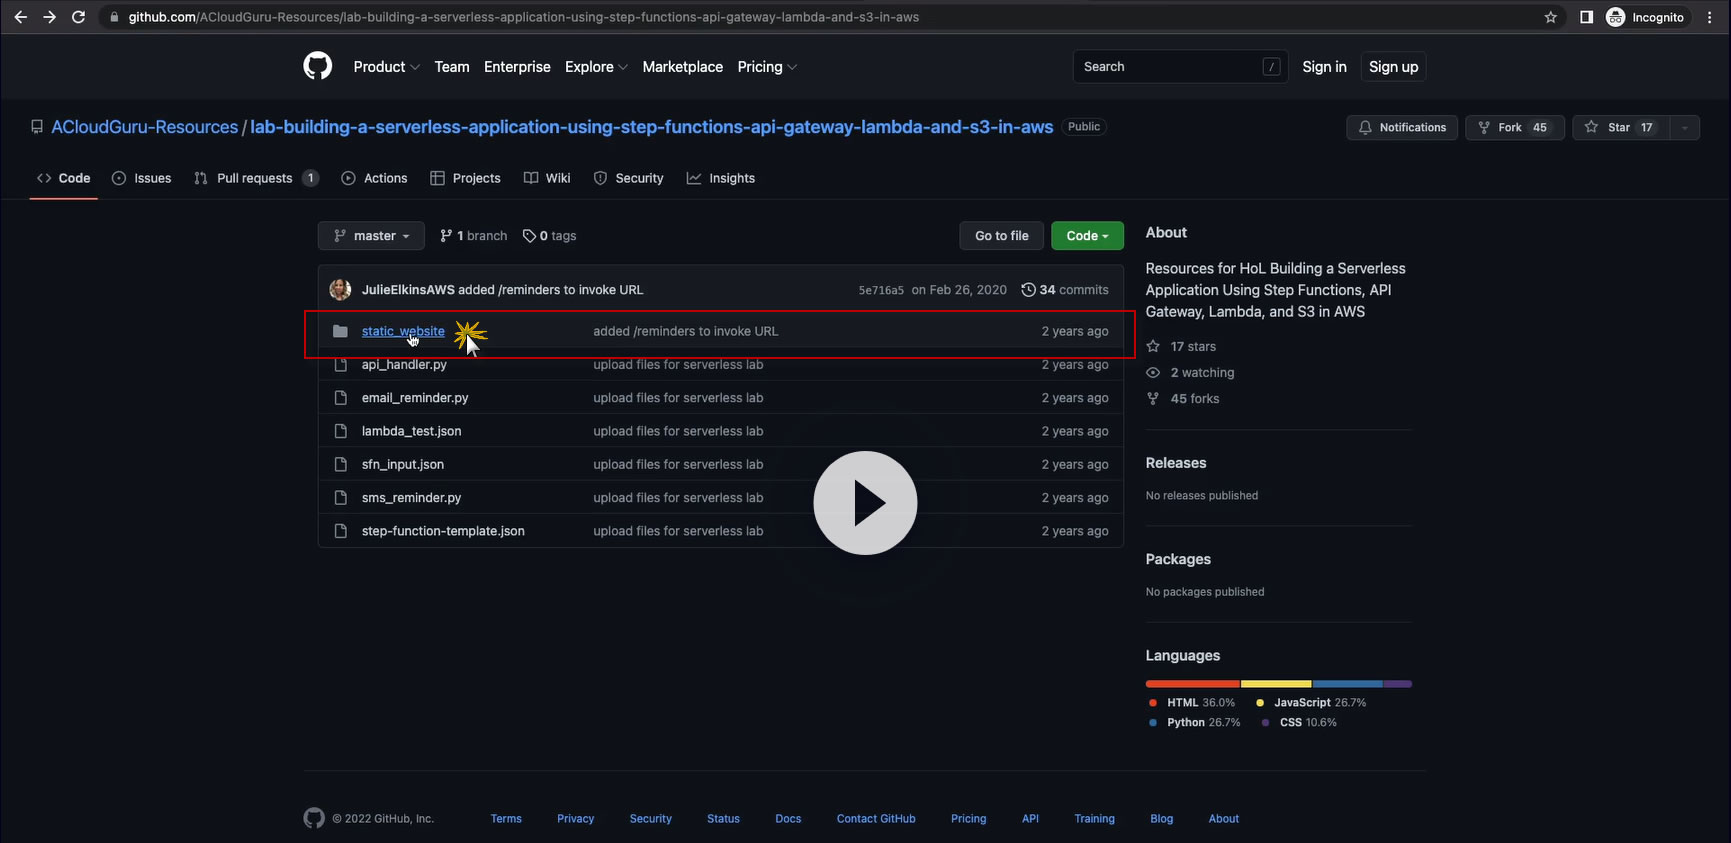 github.com/ACloudGuru-Resources/lab-building-a-serverless-application-using-step-functions-api-gateway-lambda-and-s3-in-aws
Incognito
Product Team Enterprise Explore Marketplace Pricing
Search /
Sign in Sign up
ACloudGuru-Resources / lab-building-a-serverless-application-using-step-functions-api-gateway-lambda-and-s3-in-aws Public
Notifications Fork 45 Star 17
Code Issues Pull requests 1 Actions Projects Wiki Security Insights
master 1 branch 0 tags Go to file Code
JulieElkinsAWS added /reminders to invoke URL 5e716a5 on Feb 26, 2020 34 commits
static_website added /reminders to invoke URL 2 years ago
api_handler.py upload files for serverless lab 2 years ago
email_reminder.py upload files for serverless lab 2 years ago
lambda_test.json upload files for serverless lab 2 years ago
sfn_input.json upload files for serverless lab 2 years ago
sms_reminder.py upload files for serverless lab 2 years ago
step-function-template.json upload files for serverless lab 2 years ago
About
Resources for HoL Building a Serverless
Application Using Step Functions, API
Gateway, Lambda, and S3 in AWS
17 stars
2 watching
45 forks
Releases
No releases published
Packages
No packages published
Languages
HTML 36.0% JavaScript 26.7%
Python 26.7% CSS 10.6%
© 2022 GitHub, Inc. Terms Privacy Security Status Docs Contact GitHub Pricing API Training Blog About